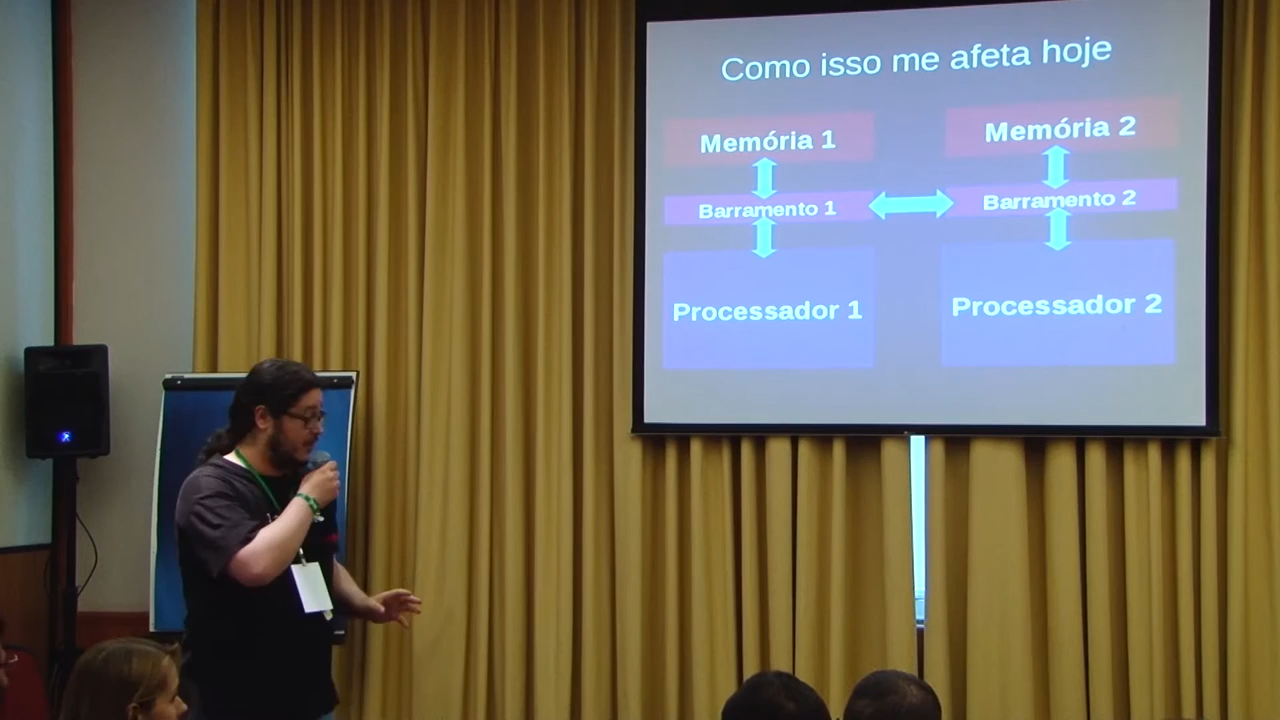 Como isso me afeta hoje
Memória 1
Memória 2
Barramento 1
Barramento 2
Processador 1
Processador 2